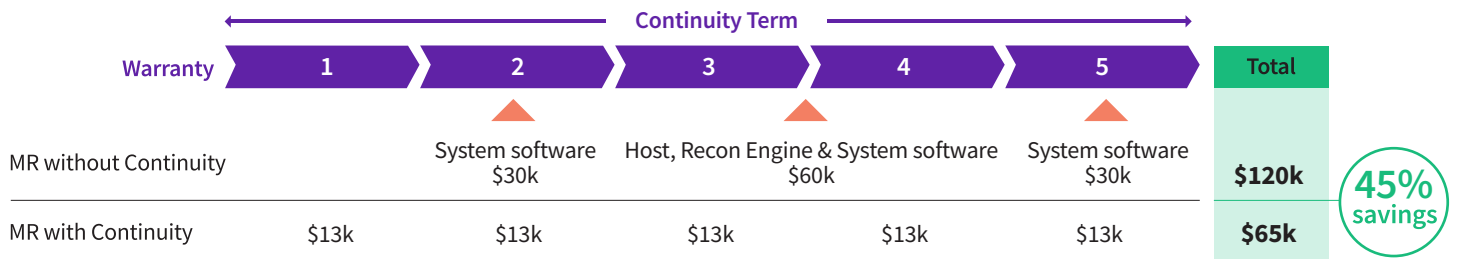 Continuity Term
Warranty 1 2 3 4 5 Total
System software Host, Recon Engine & System software System software
MR without Continuity
$30k $60k $30k $120k
45%
savings
MR with Continuity $13k $13k $13k $13k $13k $65k